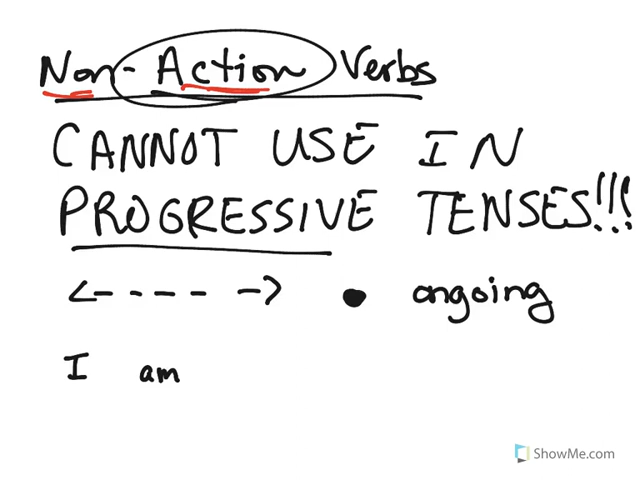 Non-Action Verbs
CANNOT USE IN
PROGRESSIVE TENSES!!!
<---- -> • ongoing
I am
ShowMe.com